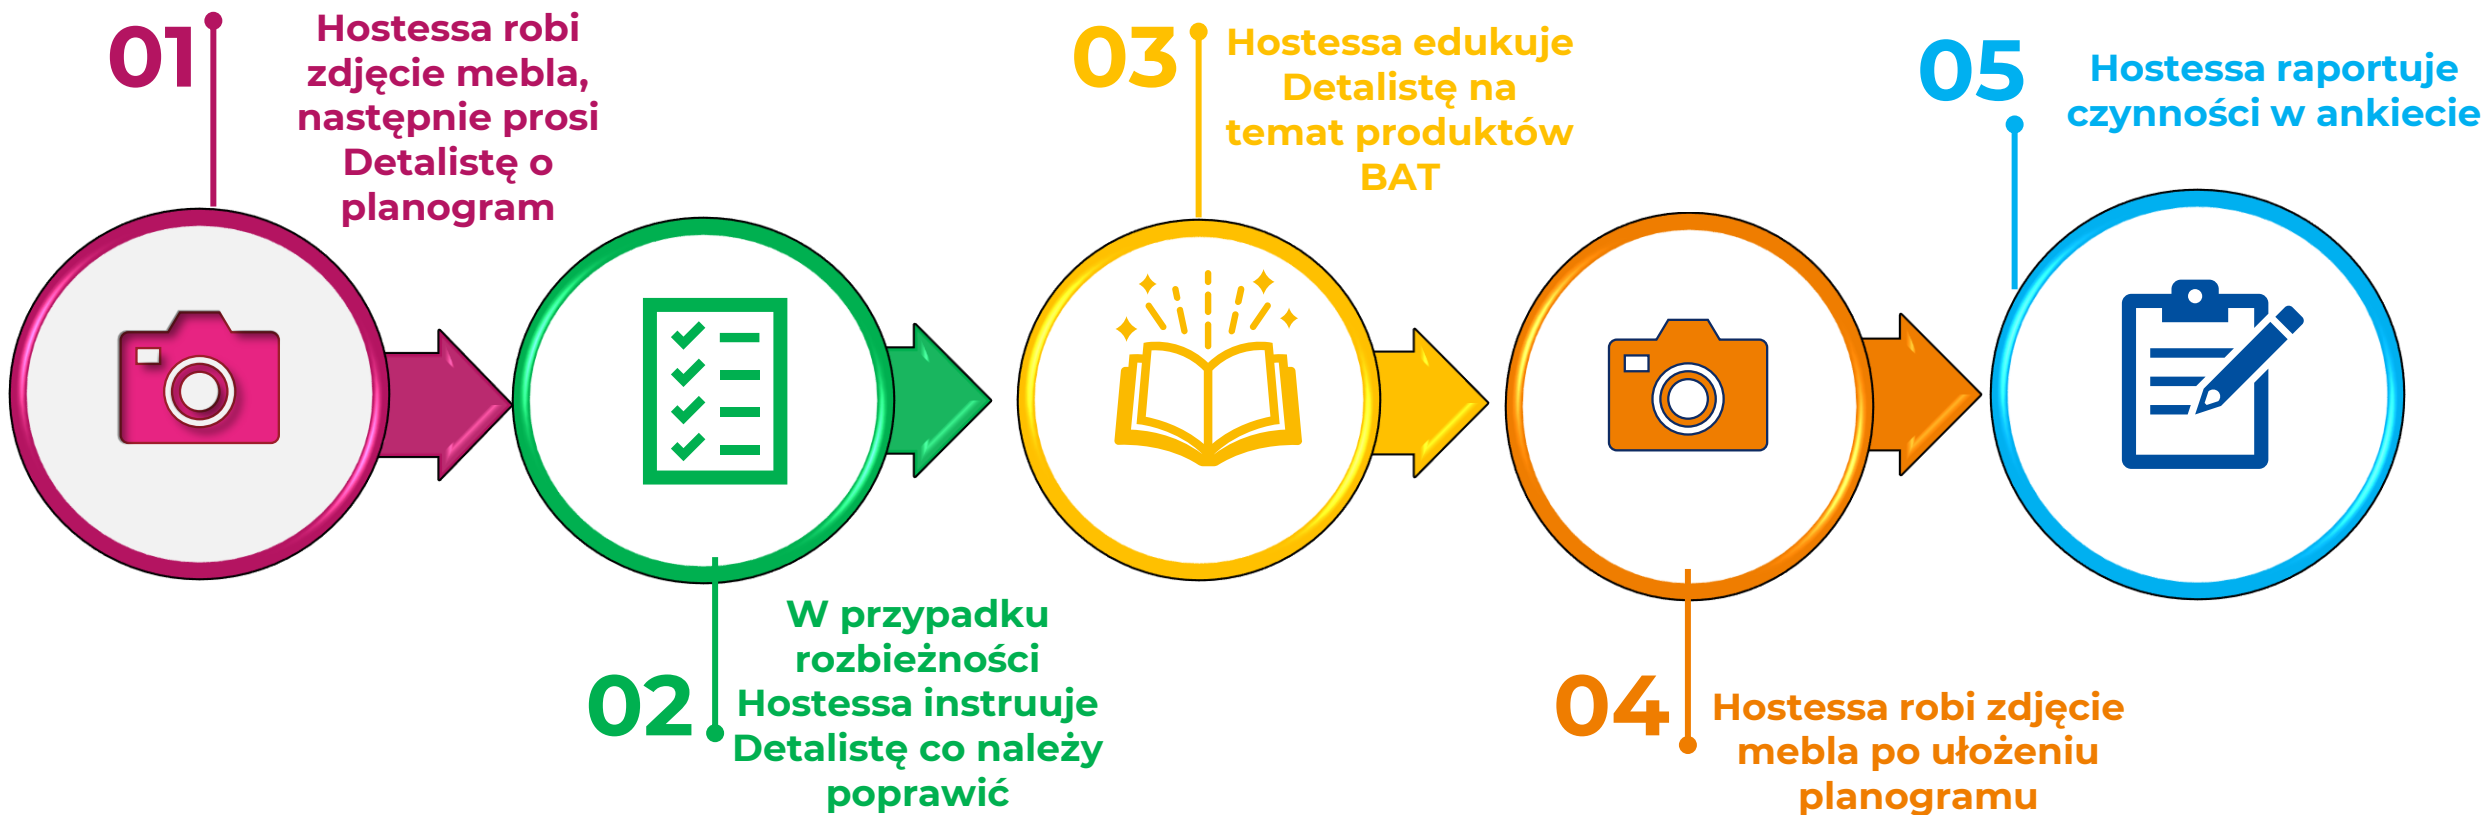 01
Hostessa robi
zdjęcie mebla,
następnie prosi
Detalistę o
planogram
02
W przypadku
rozbieżności
Hostessa instruuje
Detalistę co należy
poprawić
03
Hostessa edukuje
Detalistę na
temat produktów
BAT
04
Hostessa robi zdjęcie
mebla po ułożeniu
planogramu
05
Hostessa raportuje
czynności w ankiecie